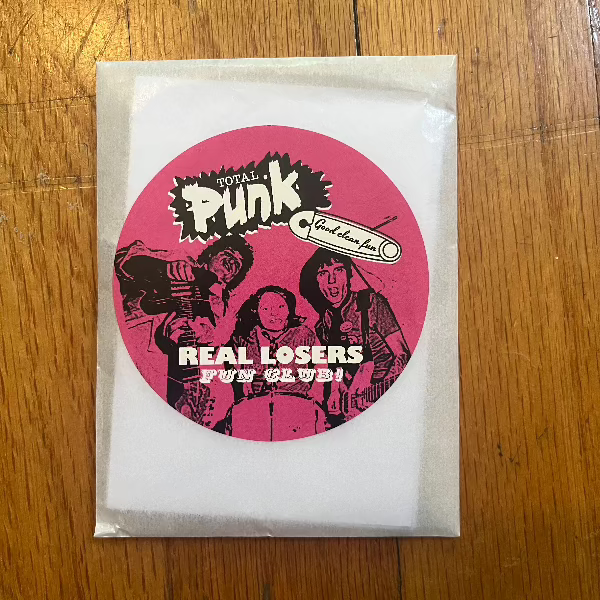 TOTAL
Punk
Good clean fun
REAL LOSERS
FUN CLUB!